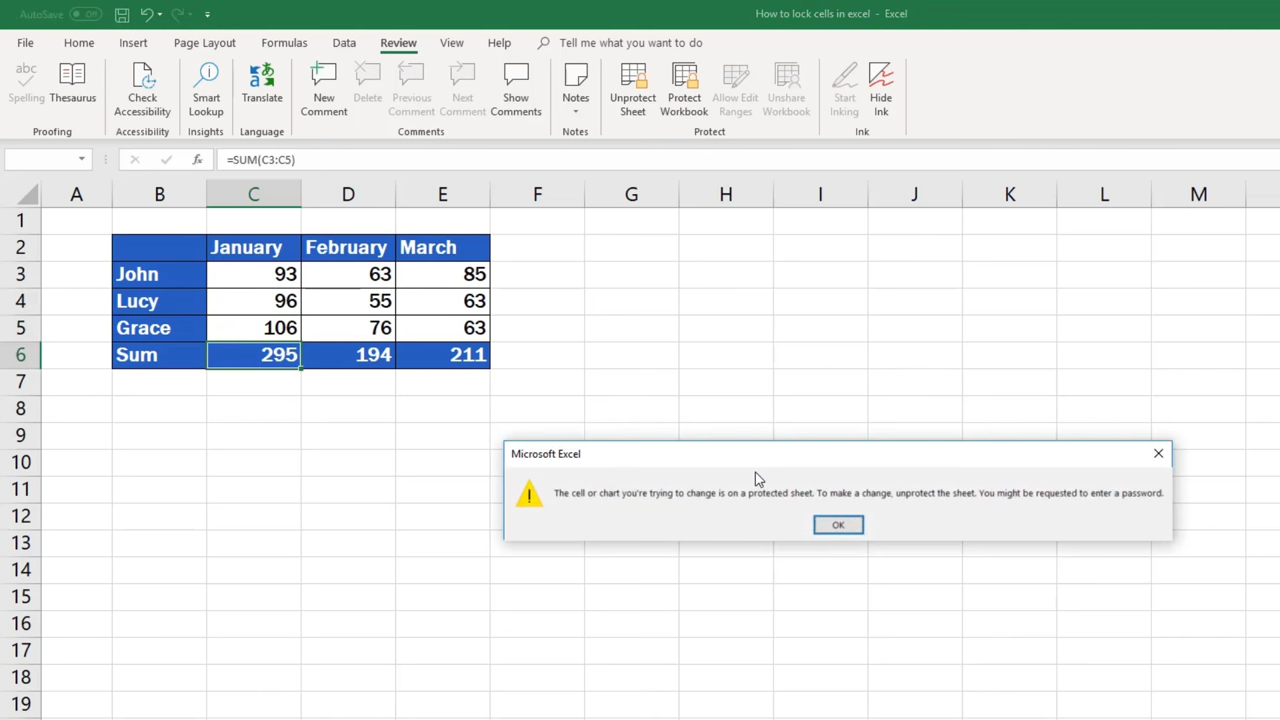 AutoSave Off
How to lock cells in excel - Excel
File Home Insert Page Layout Formulas Data Review View Help Tell me what you want to do
abc
Spelling Thesaurus Check Accessibility Smart Lookup Translate New Comment Delete Previous Comment Next Comment Show Comments Notes Unprotect Sheet Protect Workbook Allow Edit Ranges Unshare Workbook Start Inking Hide Ink
Proofing Accessibility Insights Language Comments Notes Protect Ink
fx =SUM(C3:C5)
A B C D E F G H I J K L M
1
2 January February March
3 John 93 63 85
4 Lucy 96 55 63
5 Grace 106 76 63
6 Sum 295 194 211
7
8
9
10
11
12
13
14
15
16
17
18
19
Microsoft Excel
The cell or chart you're trying to change is on a protected sheet. To make a change, unprotect the sheet. You might be requested to enter a password.
OK